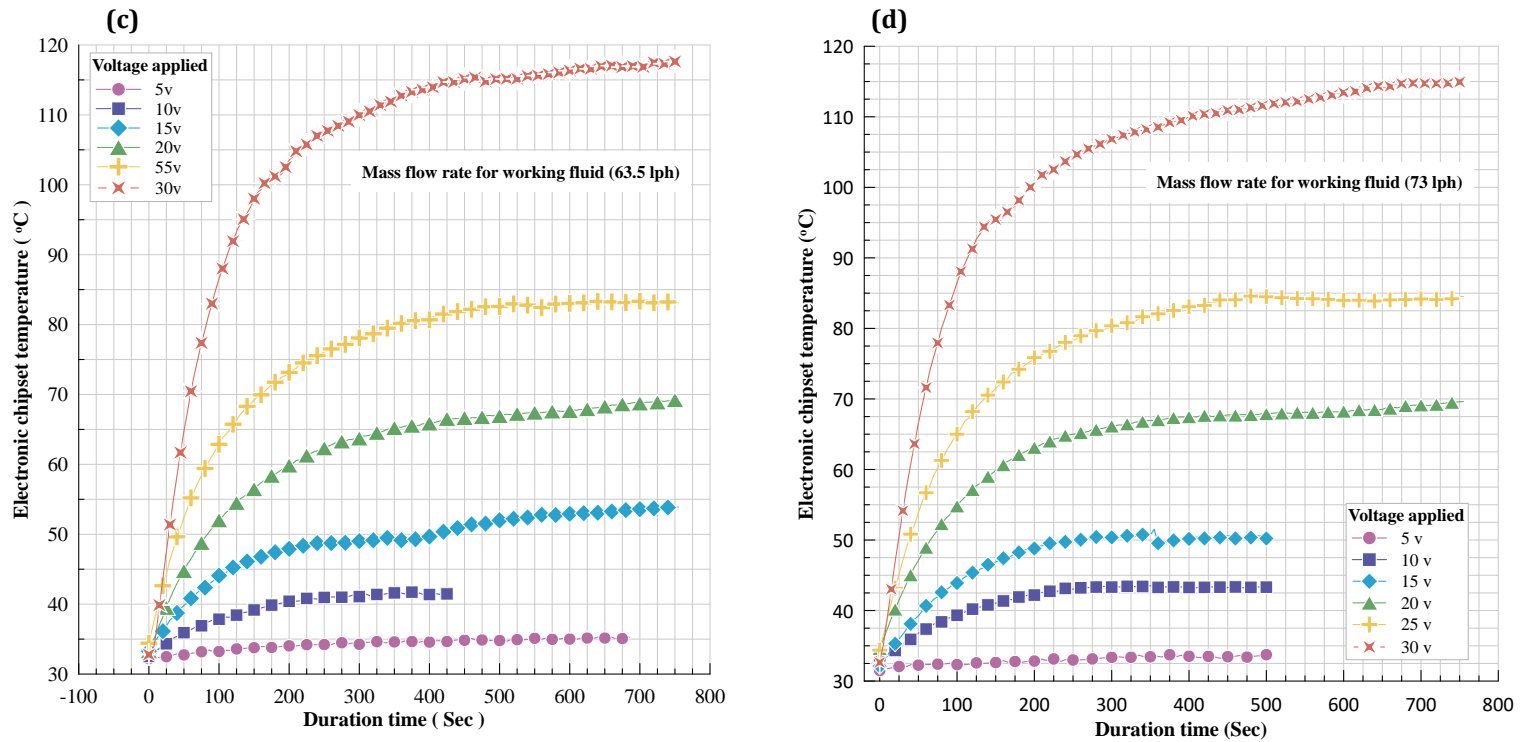 (c)
120
110
100
90
80
70
60
50
40
30
-100 0 100 200 300 400 500 600 700 800
Electronic chipset temperature ( °C )
Duration time ( Sec )
Voltage applied
5v
10v
15v
20v
55v
30v
Mass flow rate for working fluid (63.5 lph)
(d)
120
110
100
90
80
70
60
50
40
30
0 100 200 300 400 500 600 700 800
Electronic chipset temperature (°C)
Duration time (Sec)
Mass flow rate for working fluid (73 lph)
Voltage applied
5 v
10 v
15 v
20 v
25 v
30 v